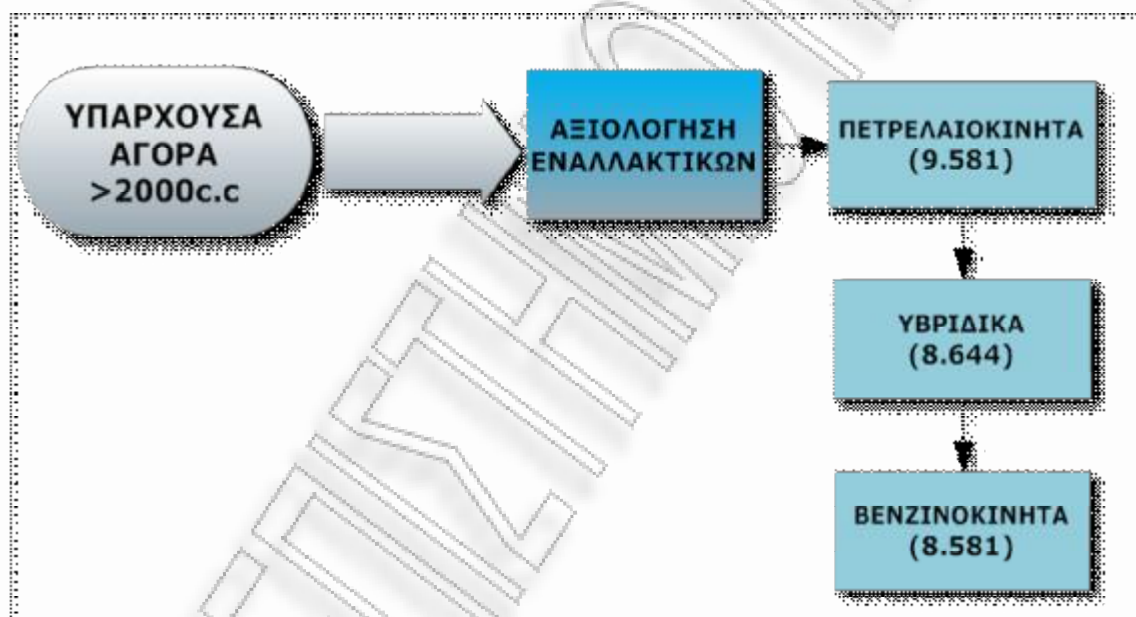 ΥΠΑΡΧΟΥΣΑ
ΑΓΟΡΑ
>2000c.c
ΑΞΙΟΛΟΓΗΣΗ
ΕΝΑΛΛΑΚΤΙΚΩΝ
ΠΕΤΡΕΛΑΙΟΚΙΝΗΤΑ
(9.581)
ΥΒΡΙΔΙΚΑ
(8.644)
ΒΕΝΖΙΝΟΚΙΝΗΤΑ
(8.581)